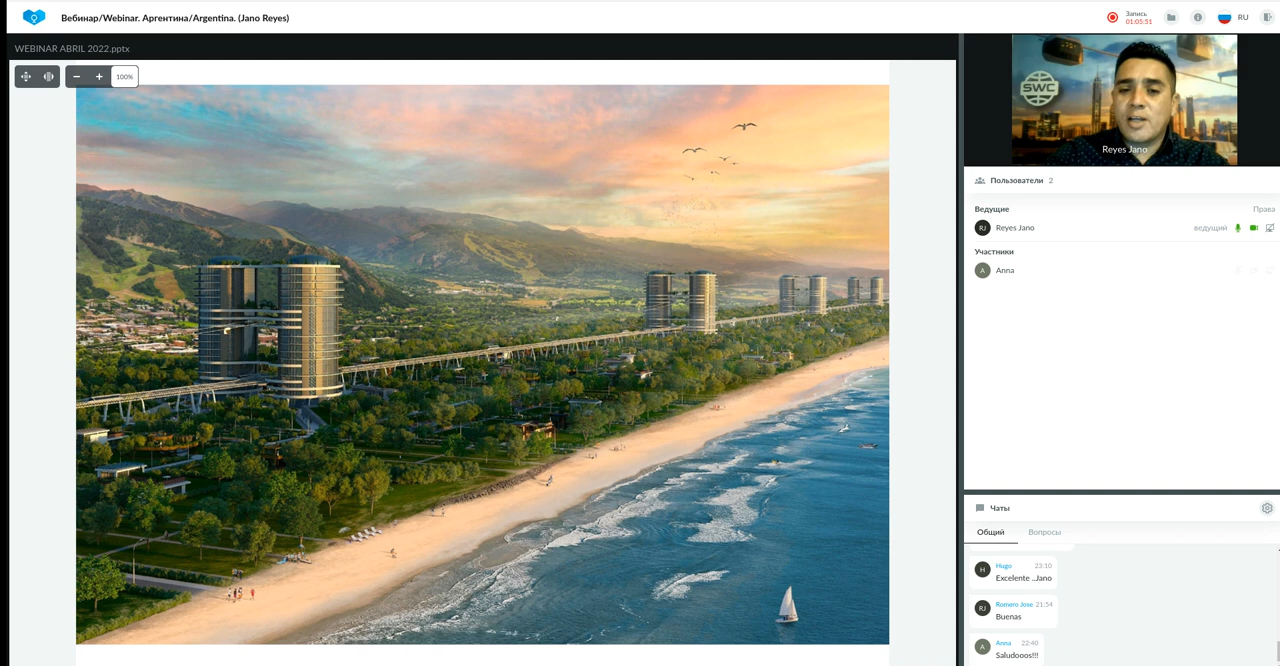 Вебинар/Webinar. Аргентина/Argentina. (Jano Reyes)
Запись
01:05:51
RU
WEBINAR ABRIL 2022.pptx
100%
SWC
Reyes Jano
Пользователи 2
Ведущие
Права
RJ
Reyes Jano
ведущий
Участники
A
Anna
Чаты
Общий
Вопросы
H
Hugo 23:10
Excelente ..Jano
RJ
Romero Jose 21:54
Buenas
A
Anna 22:40
Saludooos!!!